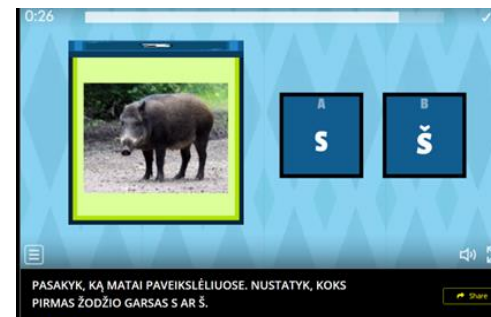 0:26
A
B
s
š
PASAKYK, KĄ MATAI PAVEIKSLĖLIUOSE. NUSTATYK, KOKS
PIRMAS ŽODŽIO GARSAS S AR Š.
Share